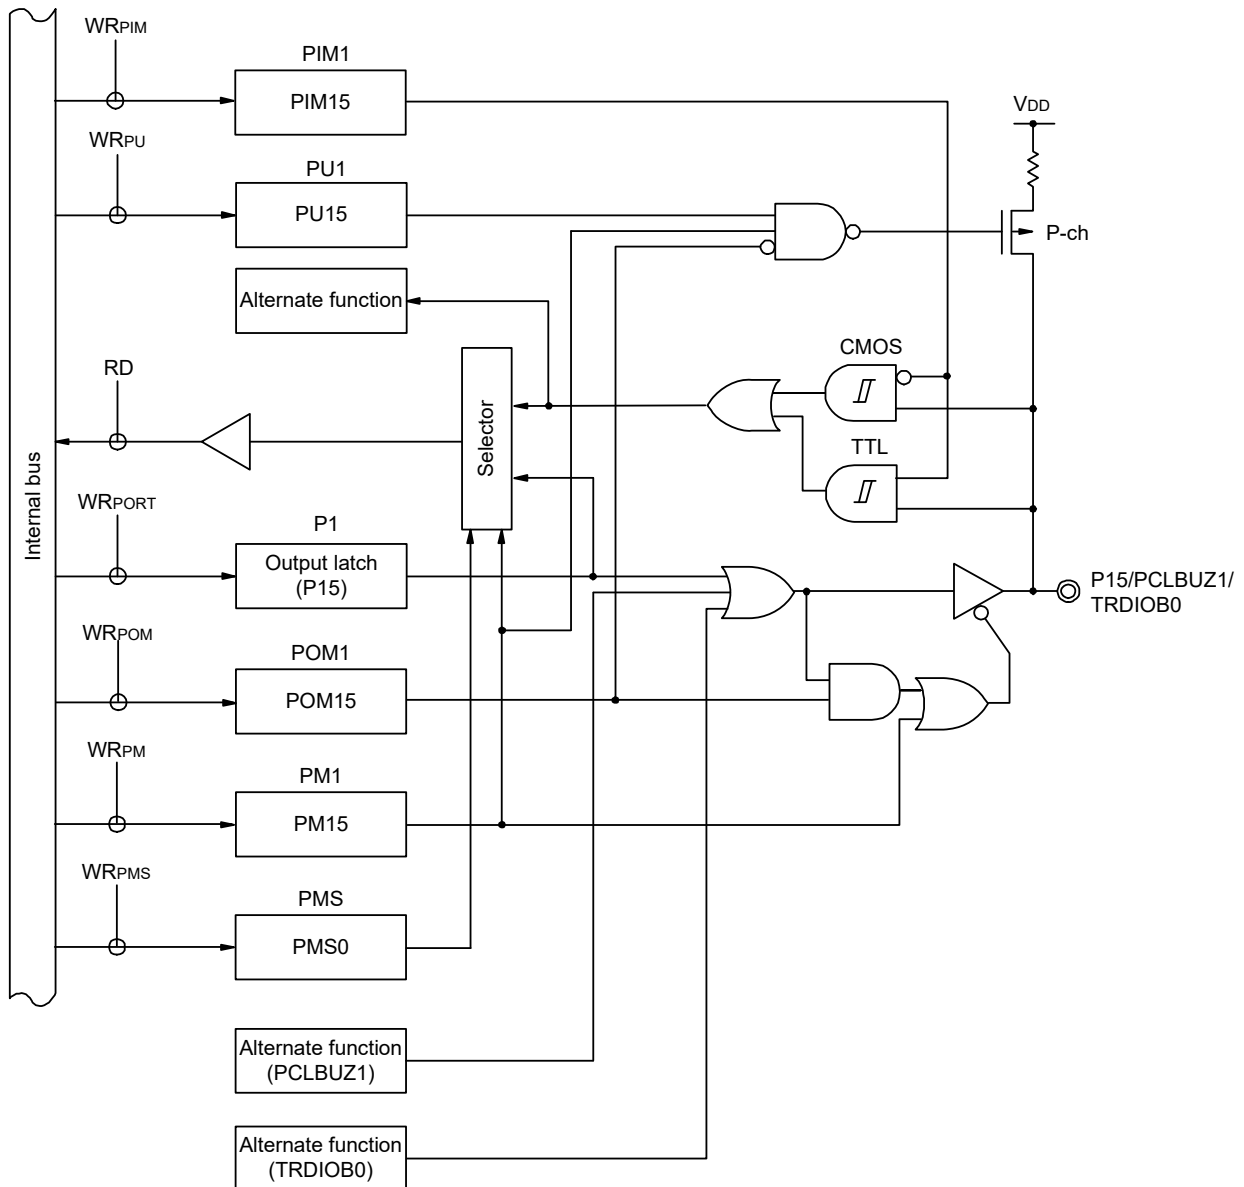 WRPIM
PIM1
PIM15
VDD
WRPU
PU1
PU15
P-ch
Alternate function
RD
Selector
CMOS
TTL
Internal bus
WRPORT
P1
Output latch
(P15)
P15/PCLBUZ1/
TRDIOB0
WRPOM
POM1
POM15
WRPM
PM1
PM15
WRPMS
PMS
PMS0
Alternate function
(PCLBUZ1)
Alternate function
(TRDIOB0)